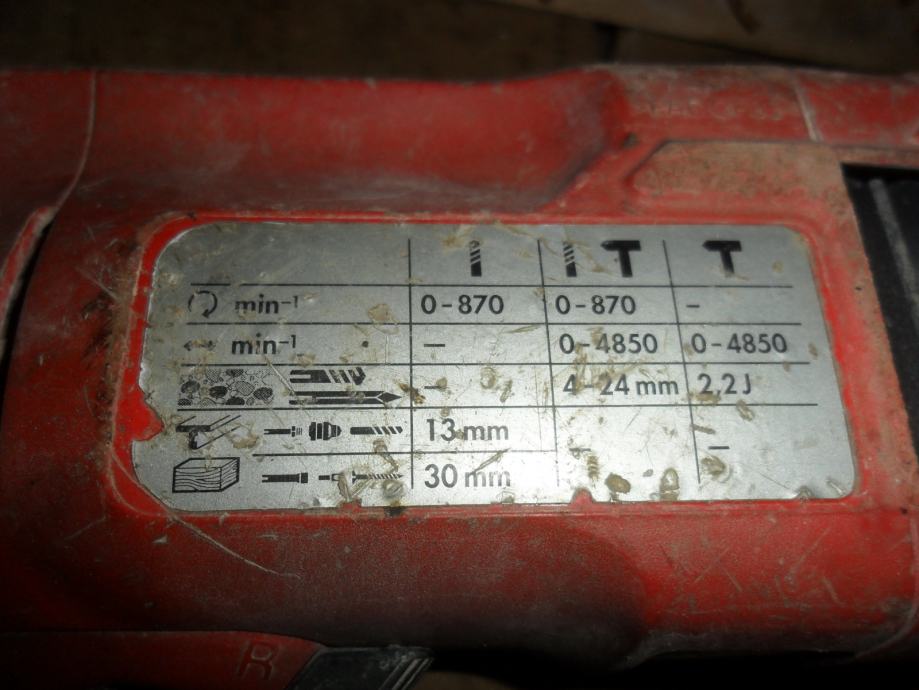 min⁻¹ 0-870 0-870 -
min⁻¹ - 0-4850 0-4850
- 4-24 mm 2,2 J
13 mm - -
30 mm
R